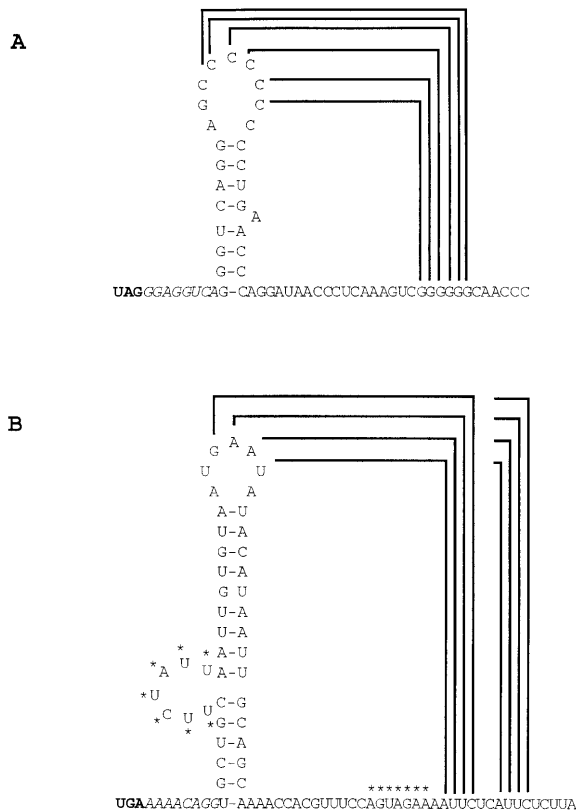 A
C
C C
C C
G C
A C
G-C
G-C
A-U
C-G
A
U-A
G-C
G-C
UAGGGAGGUCAG-CAGGAUAACCCUCAAAGUCGGGGGGCAACCC
B
A
G A
U U
A A
A-U
U-A
G-C
U-A
G-U
U-A
U-A
* * A-U
* A U U A-U
* U C-G
* C U U G-C
* * U-A
C-G
G-C
*******
UGAAAAACAGGU-AAAACCACGUUUCCAGUAGAAAAUUCUCAUUCUCUUA